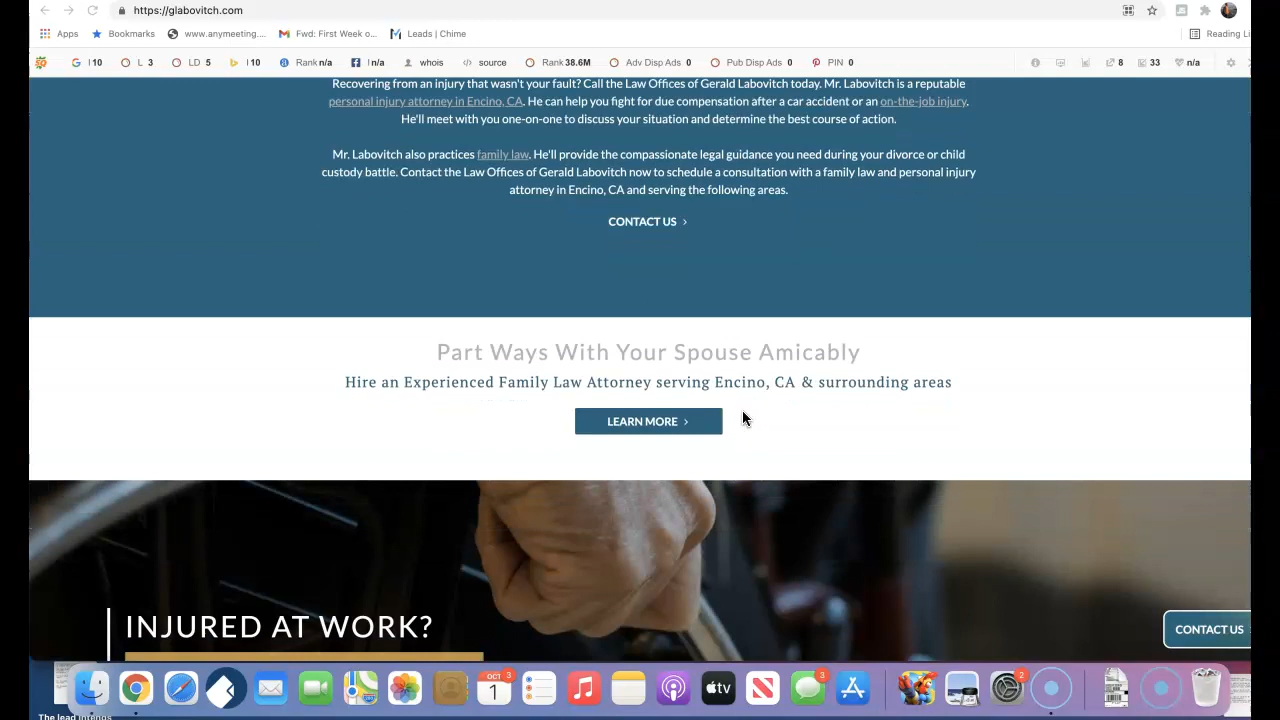 https://glabovitch.com
Apps Bookmarks www.anymeeting.... Fwd: First Week o... Leads | Chime Reading Li
I 10 L 3 LD 5 I 10 Rank n/a I n/a whois source Rank 38.6M Adv Disp Ads 0 Pub Disp Ads 0 PIN 0 8 33 n/a
Recovering from an injury that wasn't your fault? Call the Law Offices of Gerald Labovitch today. Mr. Labovitch is a reputable
personal injury attorney in Encino, CA. He can help you fight for due compensation after a car accident or an on-the-job injury.
He'll meet with you one-on-one to discuss your situation and determine the best course of action.
Mr. Labovitch also practices family law. He'll provide the compassionate legal guidance you need during your divorce or child
custody battle. Contact the Law Offices of Gerald Labovitch now to schedule a consultation with a family law and personal injury
attorney in Encino, CA and serving the following areas.
CONTACT US >
Part Ways With Your Spouse Amicably
Hire an Experienced Family Law Attorney serving Encino, CA & surrounding areas
LEARN MORE >
INJURED AT WORK?
CONTACT US
OCT
1
3
tv
3
2
The lead intends